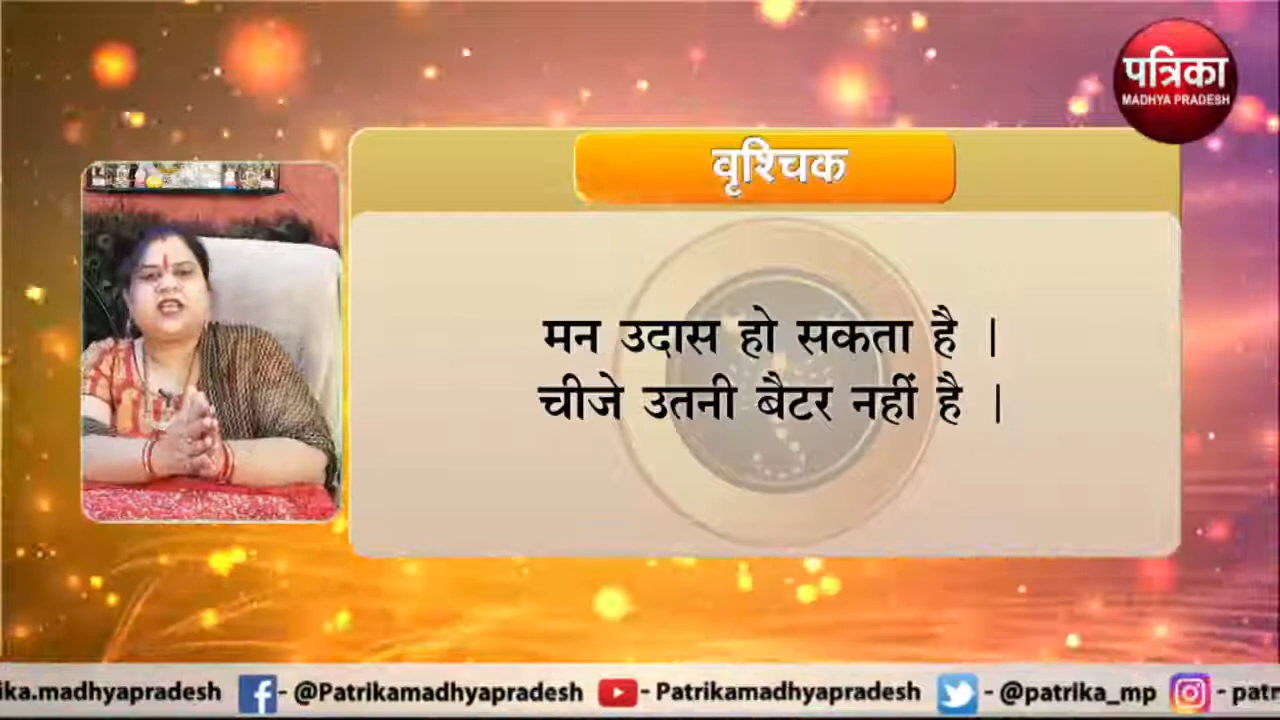 पत्रिका
MADHYA PRADESH
वृश्चिक
मन उदास हो सकता है |
चीजे उतनी बैटर नहीं है |
ika.madhyapradesh - @Patrikamadhyapradesh - Patrikamadhyapradesh - @patrika_mp - patr